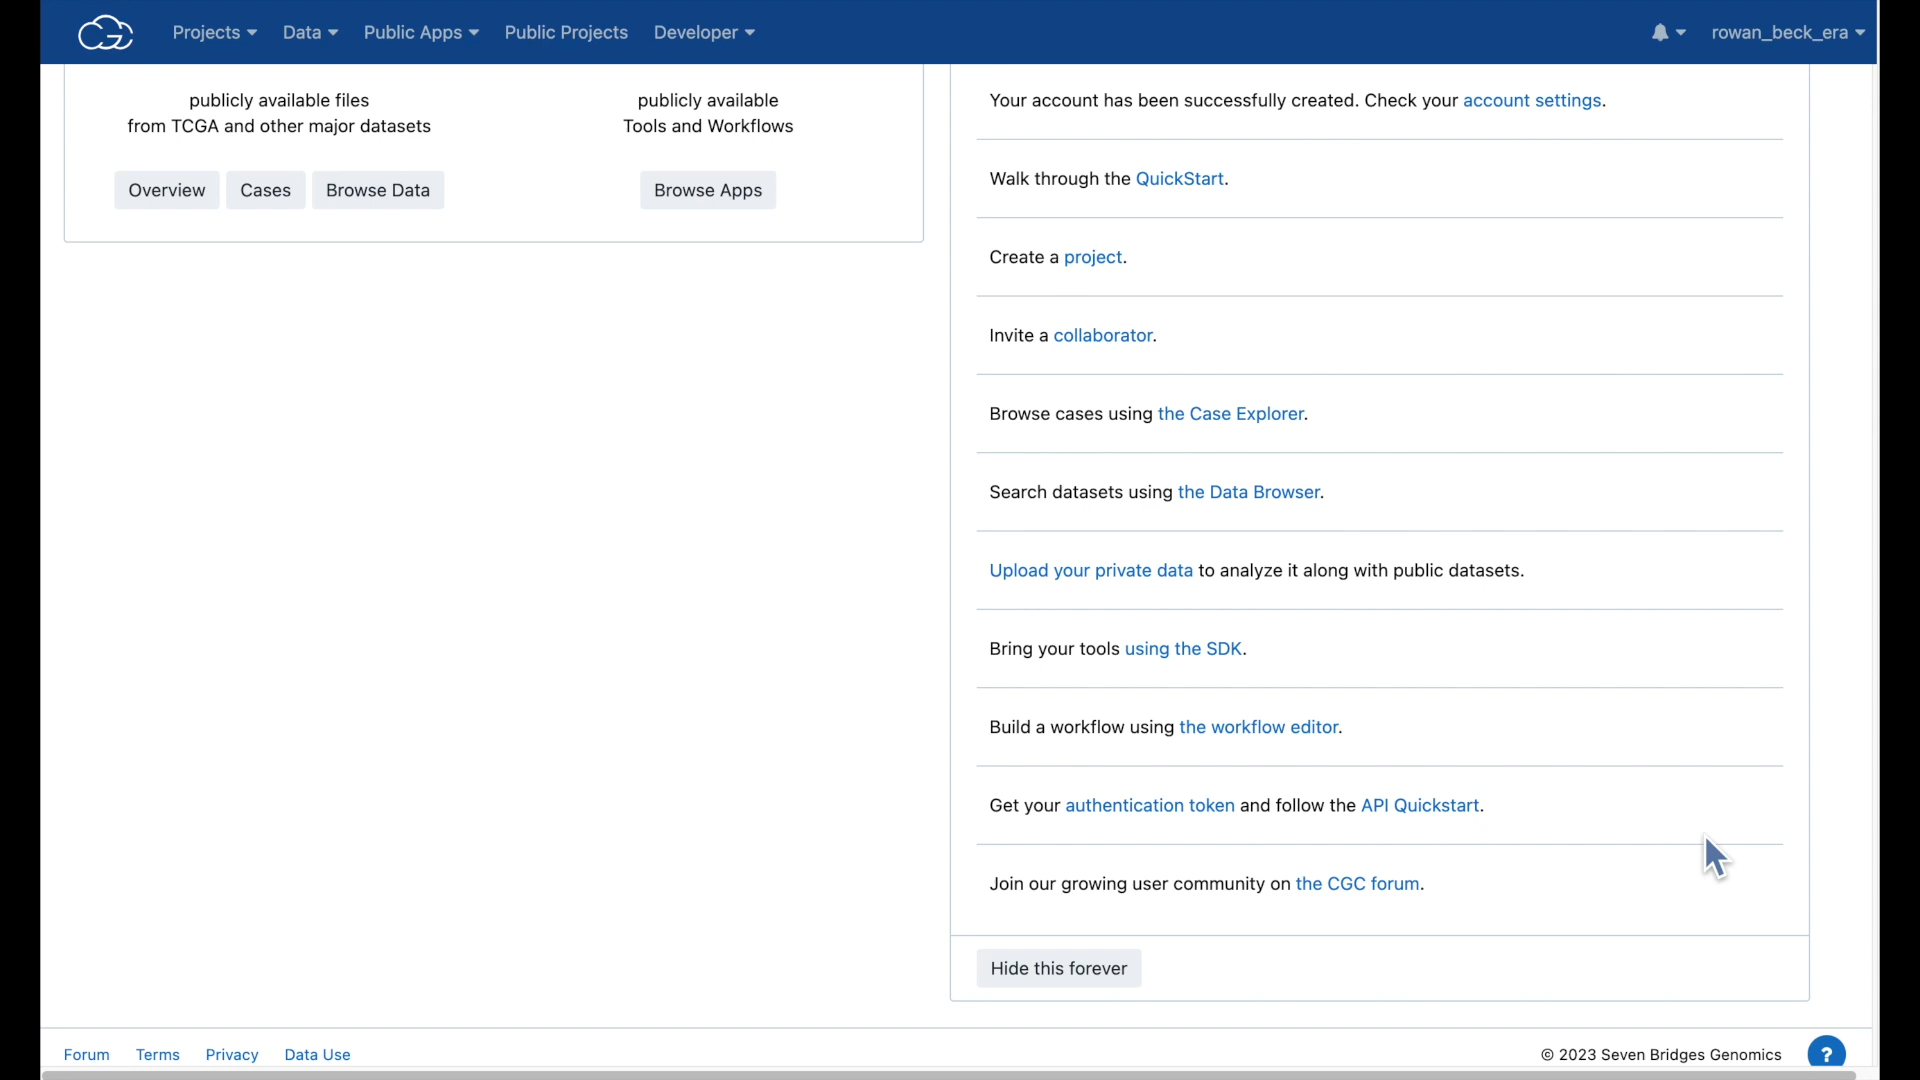 Projects Data Public Apps Public Projects Developer rowan_beck_era
publicly available files
from TCGA and other major datasets
Overview Cases Browse Data
publicly available
Tools and Workflows
Browse Apps
Your account has been successfully created. Check your account settings.
Walk through the QuickStart.
Create a project.
Invite a collaborator.
Browse cases using the Case Explorer.
Search datasets using the Data Browser.
Upload your private data to analyze it along with public datasets.
Bring your tools using the SDK.
Build a workflow using the workflow editor.
Get your authentication token and follow the API Quickstart.
Join our growing user community on the CGC forum.
Hide this forever
Forum Terms Privacy Data Use © 2023 Seven Bridges Genomics ?